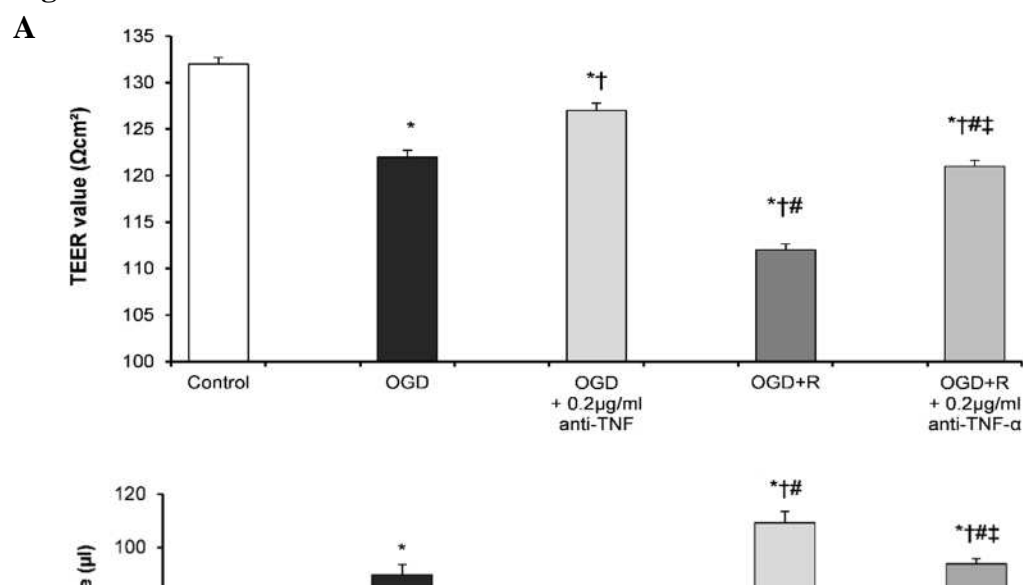 A
135
130
125
120
115
110
105
100
TEER value (Ωcm²)
*
*†
*†#
*†#‡
Control
OGD
OGD
+ 0.2µg/ml
anti-TNF
OGD+R
OGD+R
+ 0.2µg/ml
anti-TNF-α
120
100
(µl)
*
*†#
*†#‡